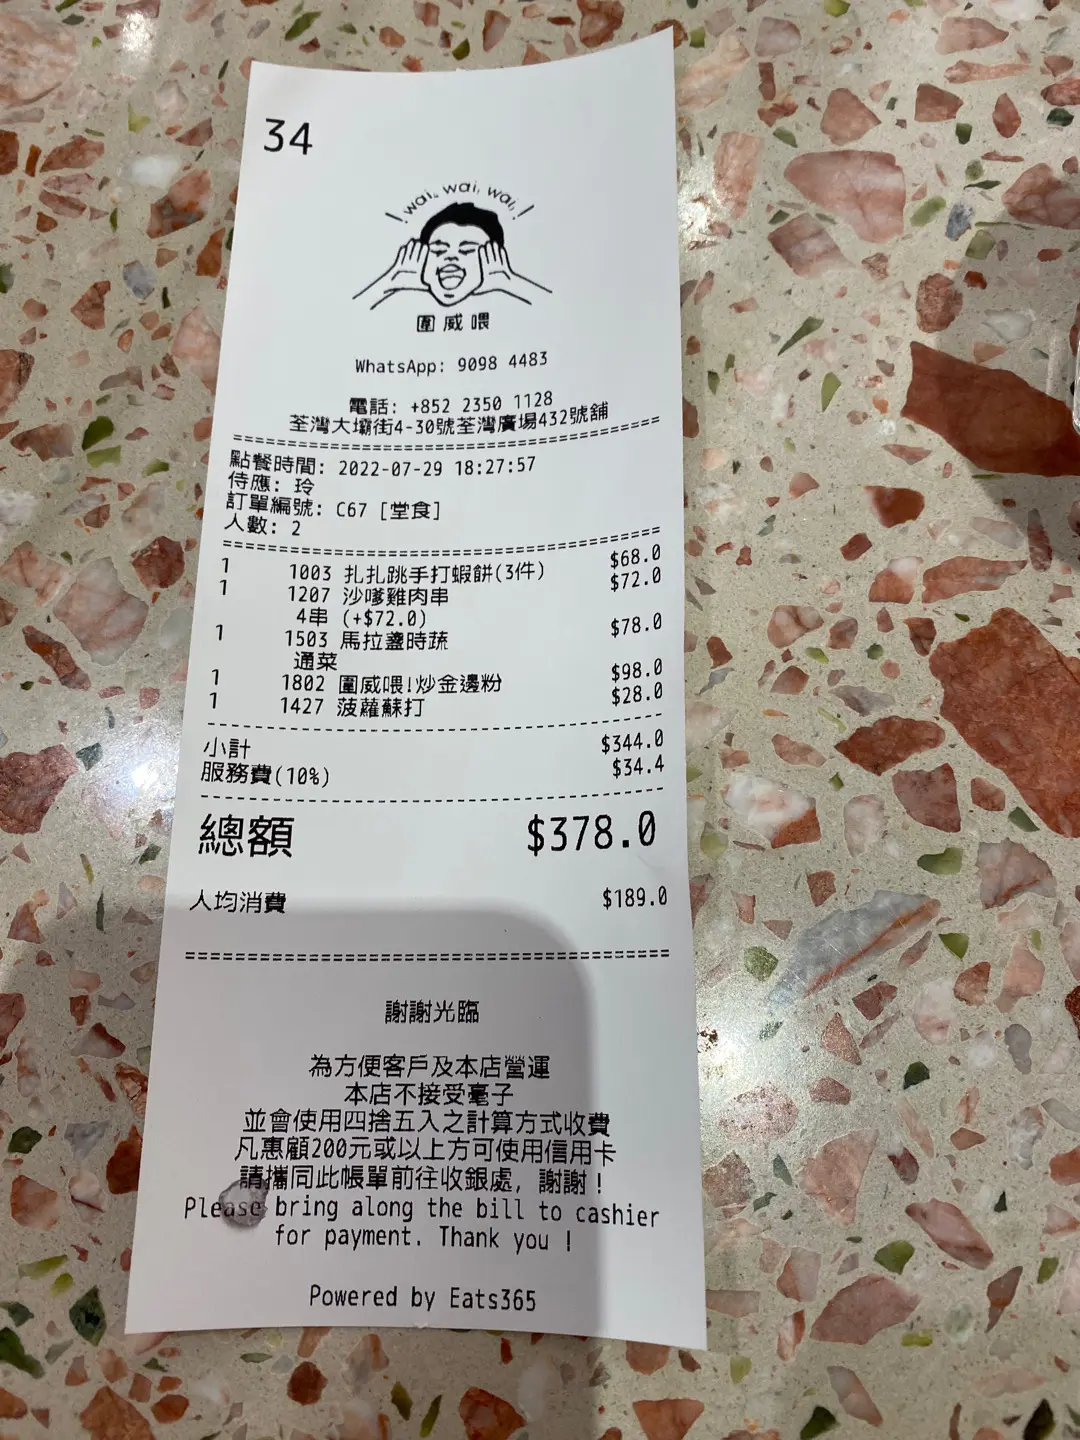 34
wai, wai, wai,
圍威喂
WhatsApp: 9098 4483
電話: +852 2350 1128
荃灣大壩街4-30號荃灣廣場432號舖
點餐時間: 2022-07-29 18:27:57
侍應: 玲
訂單編號: C67 [堂食]
人數: 2
1 1003 扎扎跳手打蝦餅(3件) $68.0
1 1207 沙嗲雞肉串 $72.0
4串 (+$72.0)
1 1503 馬拉盞時蔬 $78.0
通菜
1 1802 圍威喂!炒金邊粉 $98.0
1 1427 菠蘿蘇打 $28.0
小計 $344.0
服務費(10%) $34.4
總額 $378.0
人均消費 $189.0
謝謝光臨
為方便客戶及本店營運
本店不接受毫子
並會使用四捨五入之計算方式收費
凡惠顧200元或以上方可使用信用卡
請攜同此帳單前往收銀處, 謝謝!
Please bring along the bill to cashier
for payment. Thank you !
Powered by Eats365